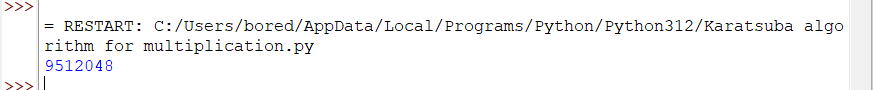 >>>
= RESTART: C:/Users/bored/AppData/Local/Programs/Python/Python312/Karatsuba algo
rithm for multiplication.py
9512048
>>>